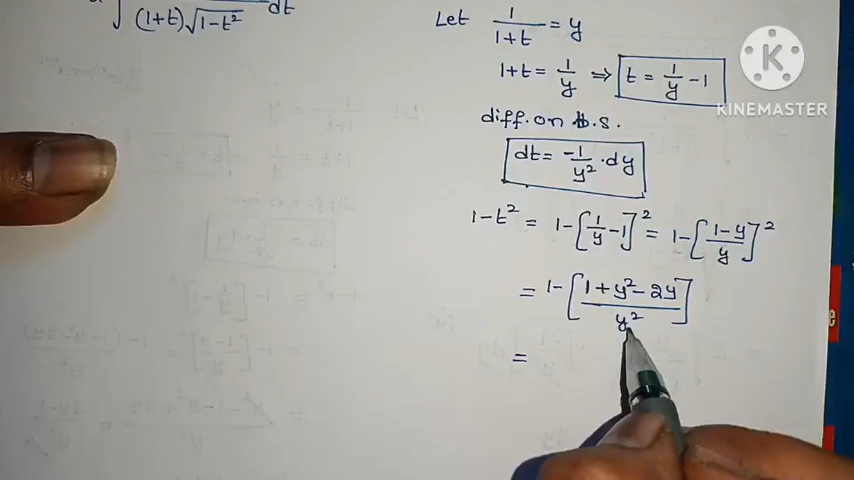 ∫ 1/((1+t)√(1-t²)) dt
Let 1/(1+t) = y
1+t = 1/y ⇒ t = 1/y - 1
KINEMASTER
diff. on b.s.
dt = -1/y² · dy
1-t² = 1-[1/y - 1]² = 1-[(1-y)/y]²
= 1-[(1+y²-2y)/y²]
=